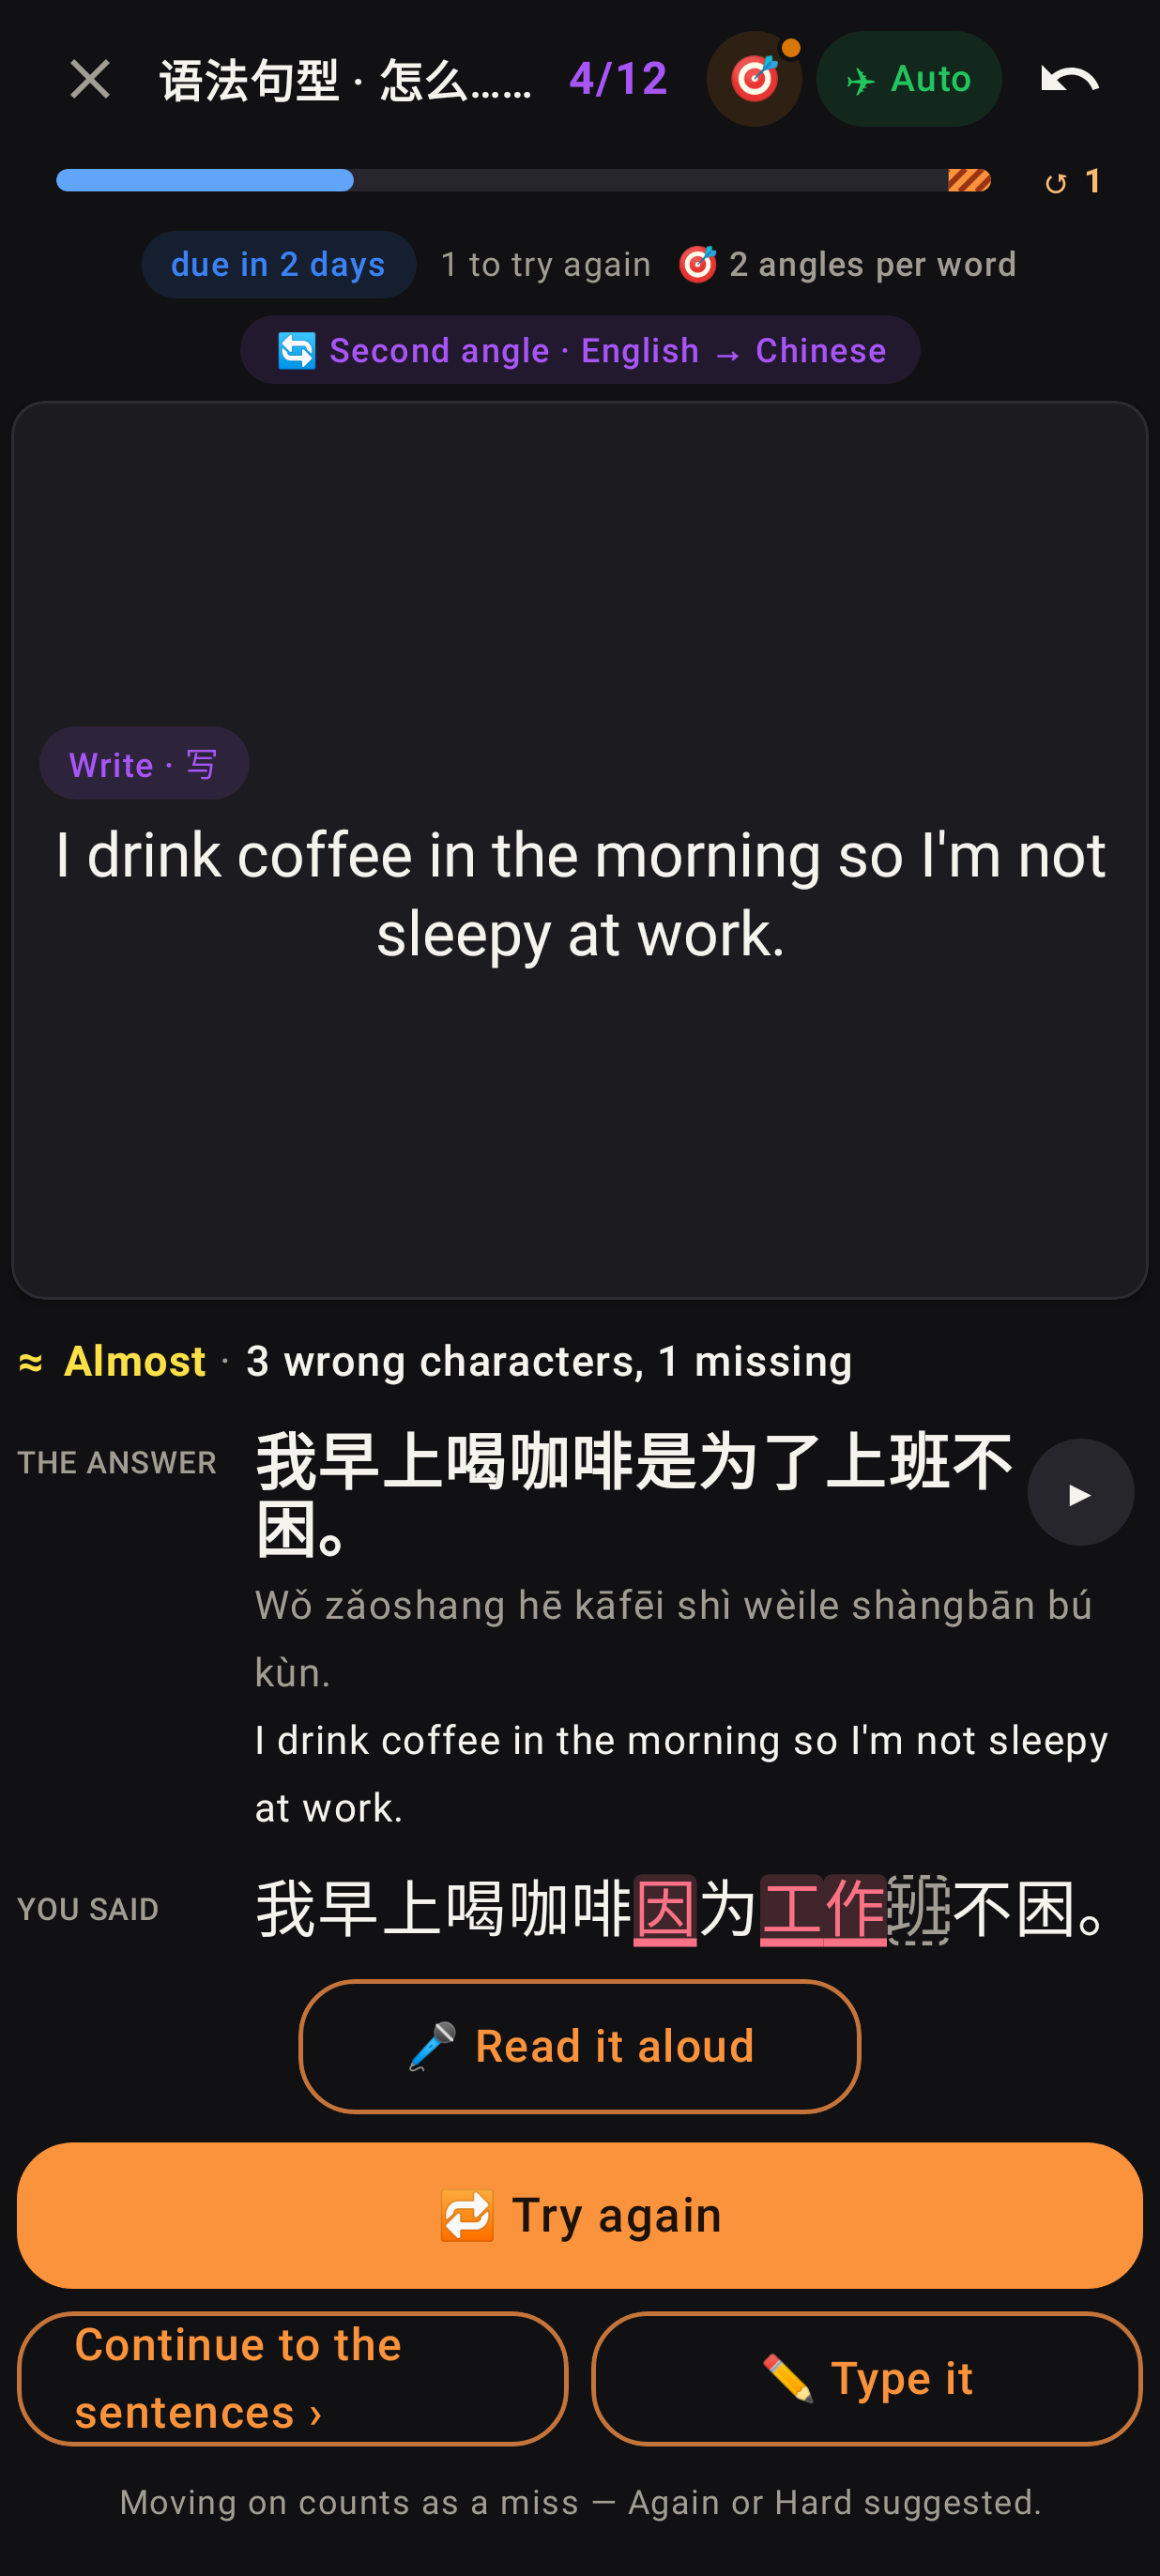 语法句型 · 怎么…… 4/12 🎯 ✈ Auto
↺ 1
due in 2 days 1 to try again 🎯 2 angles per word
🔄 Second angle · English → Chinese
Write · 写
I drink coffee in the morning so I'm not
sleepy at work.
≈ Almost · 3 wrong characters, 1 missing
THE ANSWER 我早上喝咖啡是为了上班不
困。
Wǒ zǎoshang hē kāfēi shì wèile shàngbān bú
kùn.
I drink coffee in the morning so I'm not sleepy
at work.
YOU SAID 我早上喝咖啡因为工作班不困。
🎤 Read it aloud
🔁 Try again
Continue to the
sentences ›
✏️ Type it
Moving on counts as a miss — Again or Hard suggested.